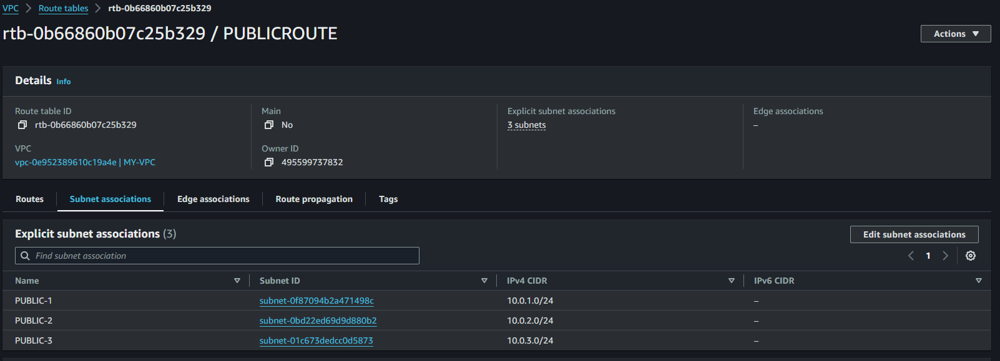 VPC > Route tables > rtb-0b66860b07c25b329
rtb-0b66860b07c25b329 / PUBLICROUTE
Actions
Details Info
Route table ID
rtb-0b66860b07c25b329
Main
No
Explicit subnet associations
3 subnets
Edge associations
–
VPC
vpc-0e952389610c19a4e | MY-VPC
Owner ID
495599737832
Routes Subnet associations Edge associations Route propagation Tags
Explicit subnet associations (3)
Edit subnet associations
Find subnet association
1
Name Subnet ID IPv4 CIDR IPv6 CIDR
PUBLIC-1 subnet-0f87094b2a471498c 10.0.1.0/24 –
PUBLIC-2 subnet-0bd22ed69d9d880b2 10.0.2.0/24 –
PUBLIC-3 subnet-01c673dedcc0d5873 10.0.3.0/24 –